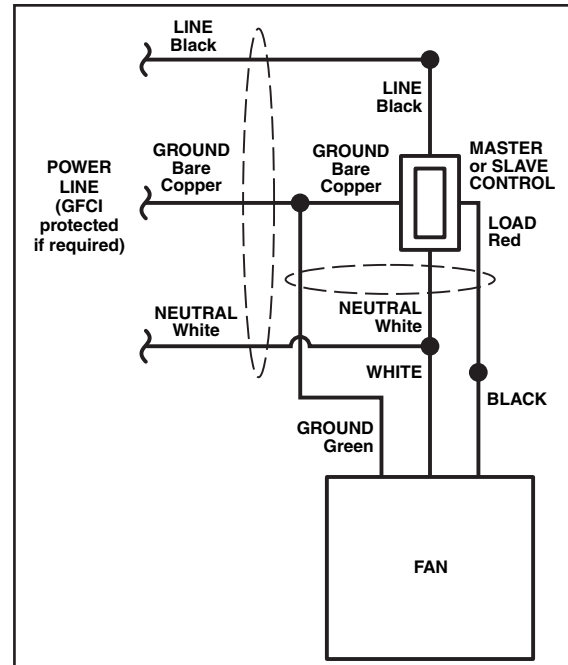 LINE
Black
LINE
Black
POWER
LINE
(GFCI
protected
if required)
GROUND
Bare
Copper
GROUND
Bare
Copper
MASTER
or SLAVE
CONTROL
LOAD
Red
NEUTRAL
White
NEUTRAL
White
WHITE
BLACK
GROUND
Green
FAN